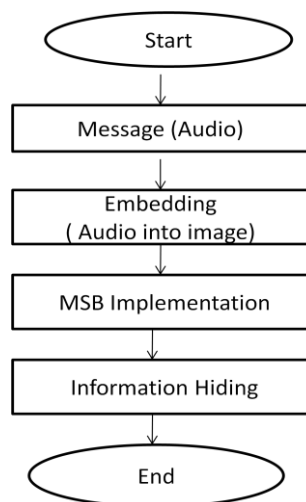 Start
Message (Audio)
Embedding
( Audio into image)
MSB Implementation
Information Hiding
End